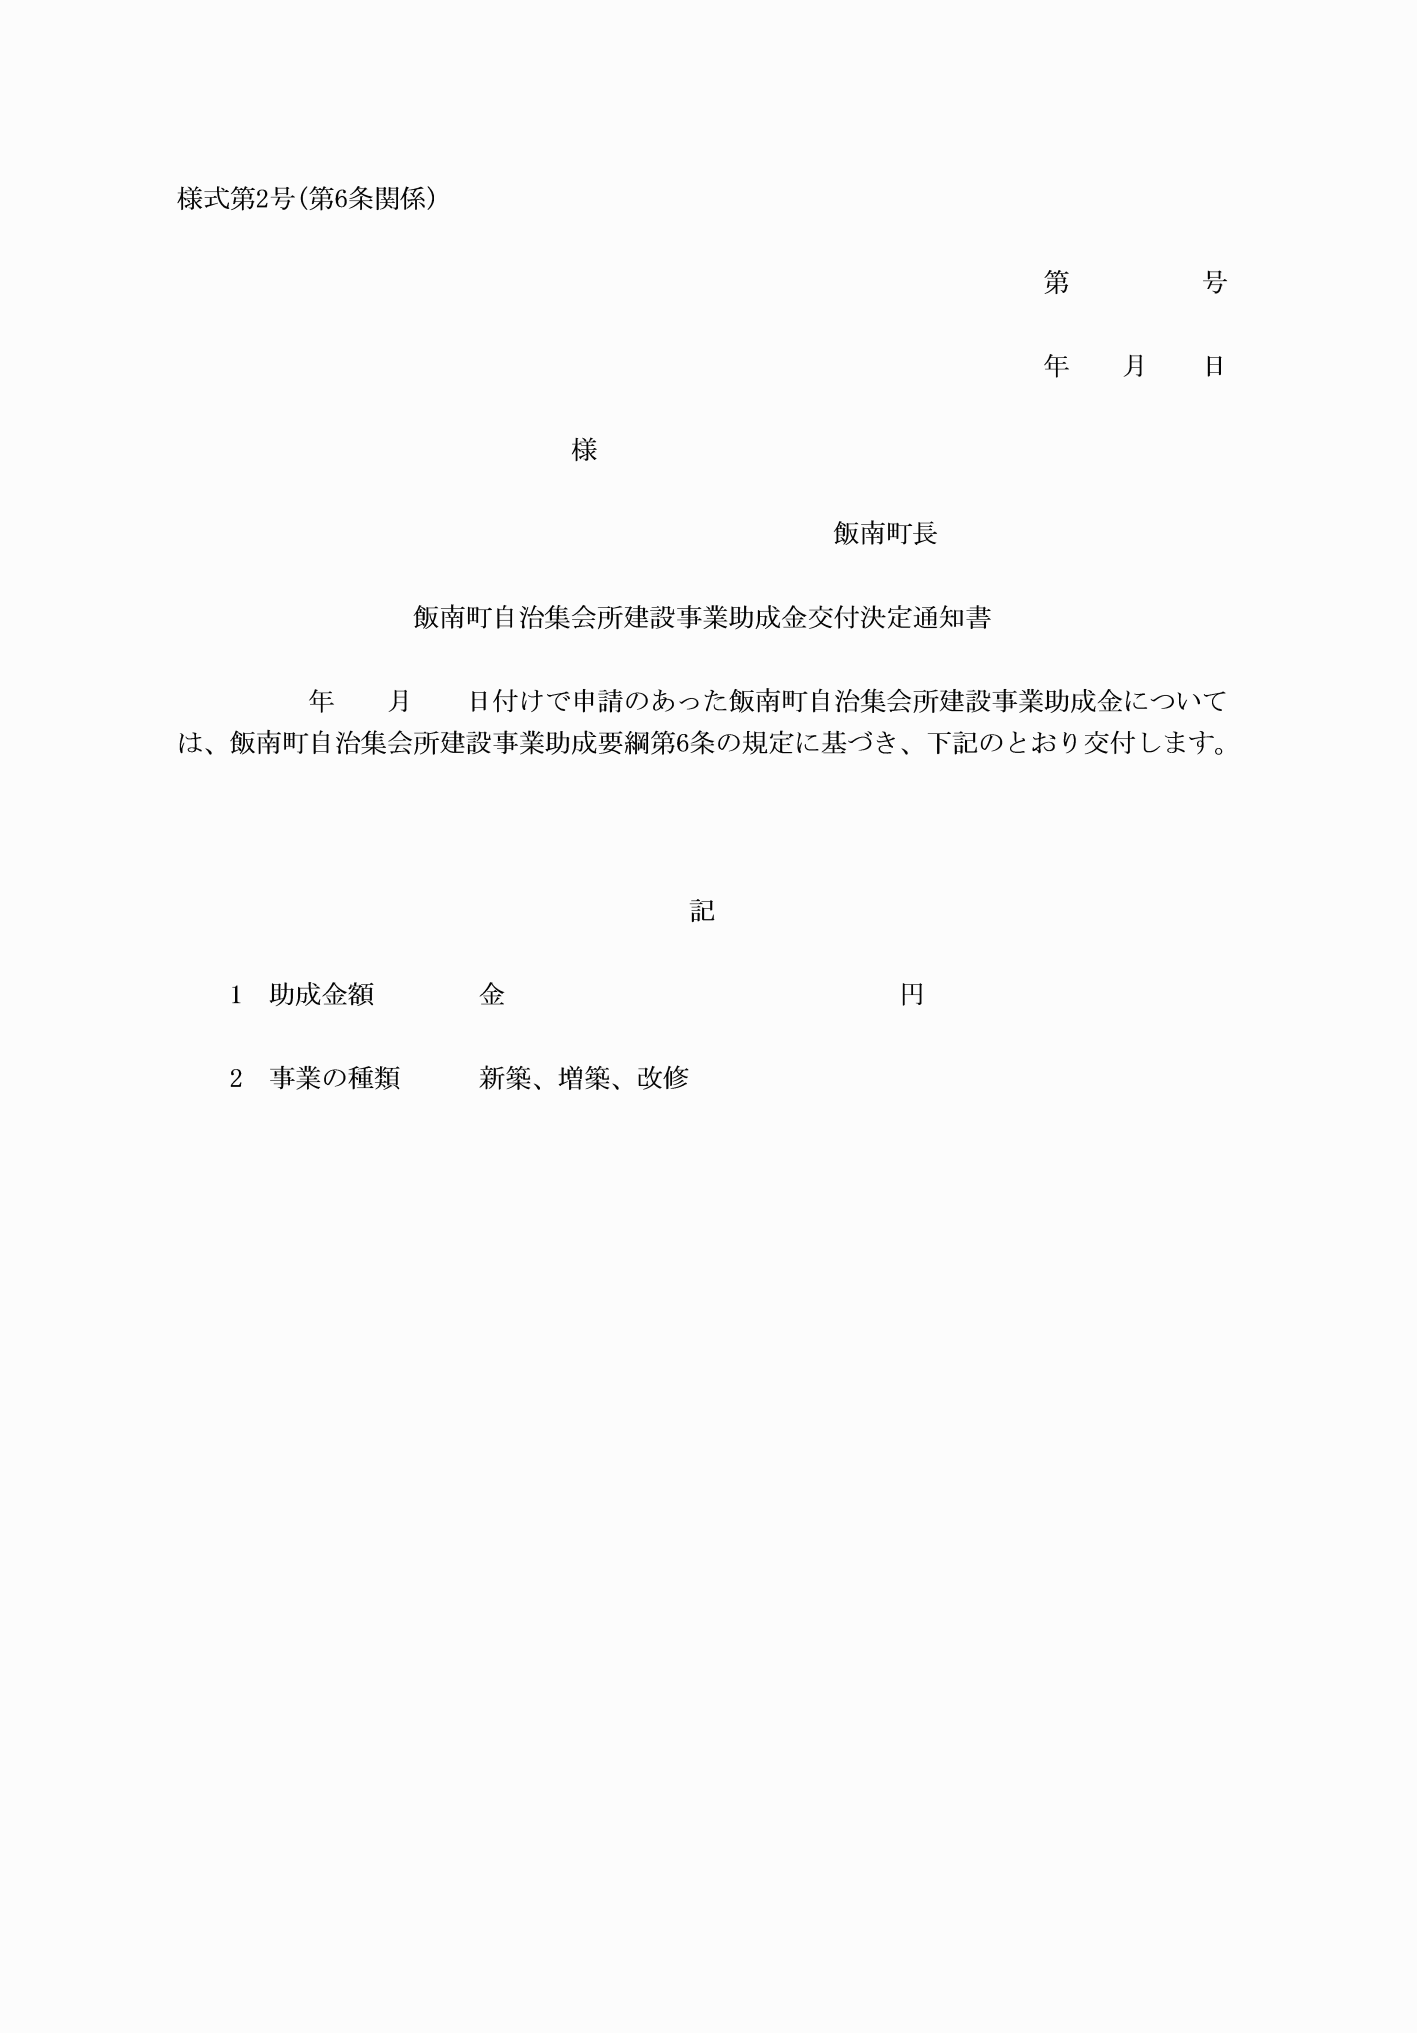 様式第2号(第6条関係)
第　　　　　号
年　　月　　日
様
飯南町長
飯南町自治集会所建設事業助成金交付決定通知書
年　　月　　日付けで申請のあった飯南町自治集会所建設事業助成金について
は、飯南町自治集会所建設事業助成要綱第6条の規定に基づき、下記のとおり交付します。
記
1　助成金額　　　　金　　　　　　　　　　　　　　　円
2　事業の種類　　　新築、増築、改修